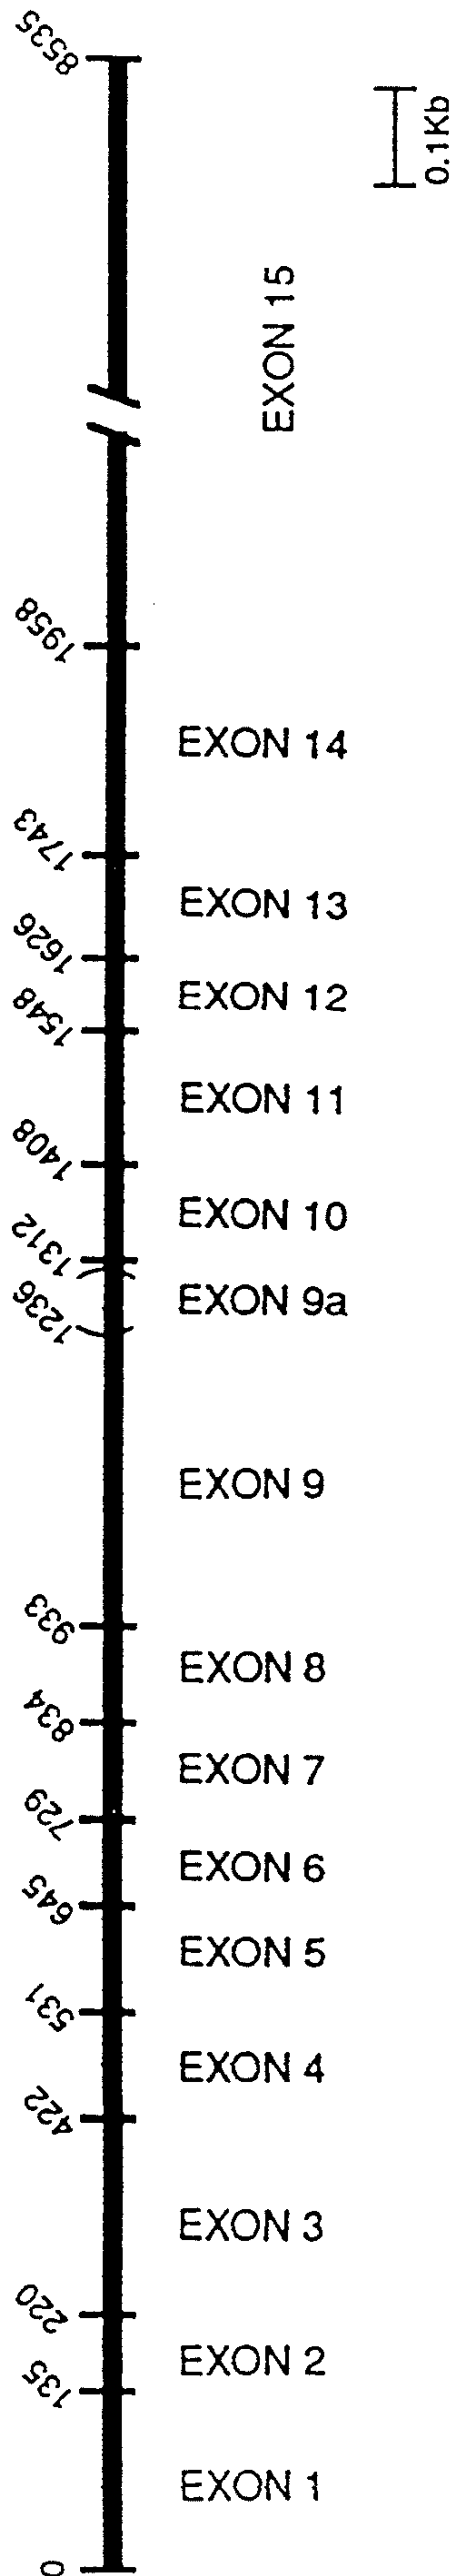 8535
0.1Kb
EXON 15
1958
EXON 14
1743
EXON 13
1626
EXON 12
1548
EXON 11
1408
EXON 10
1312
EXON 9a
1236
EXON 9
933
EXON 8
834
EXON 7
729
EXON 6
645
EXON 5
531
EXON 4
422
EXON 3
220
EXON 2
135
EXON 1
0